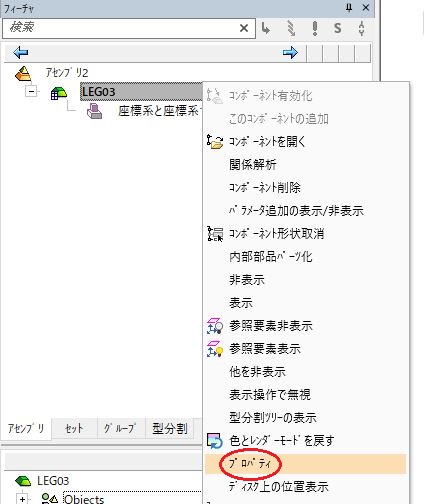 フィーチャ
検索
S
ｱｾﾝﾌﾞﾘ2
LEG03
座標系と座標系
ｺﾝﾎﾟｰﾈﾝﾄ有効化
このｺﾝﾎﾟｰﾈﾝﾄの追加
ｺﾝﾎﾟｰﾈﾝﾄを開く
関係解析
ｺﾝﾎﾟｰﾈﾝﾄ削除
ﾊﾟﾗﾒｰﾀ追加の表示/非表示
ｺﾝﾎﾟｰﾈﾝﾄ形状取消
内部部品ﾊﾟｰﾂ化
非表示
表示
参照要素非表示
参照要素表示
他を非表示
表示操作で無視
型分割ﾂﾘｰの表示
色とﾚﾝﾀﾞｰﾓｰﾄﾞを戻す
ﾌﾟﾛﾊﾟﾃｨ
ﾃﾞｨｽｸ上の位置表示
ｱｾﾝﾌﾞﾘ ｾｯﾄ ｸﾞﾙｰﾌﾟ 型分割
LEG03
Objects